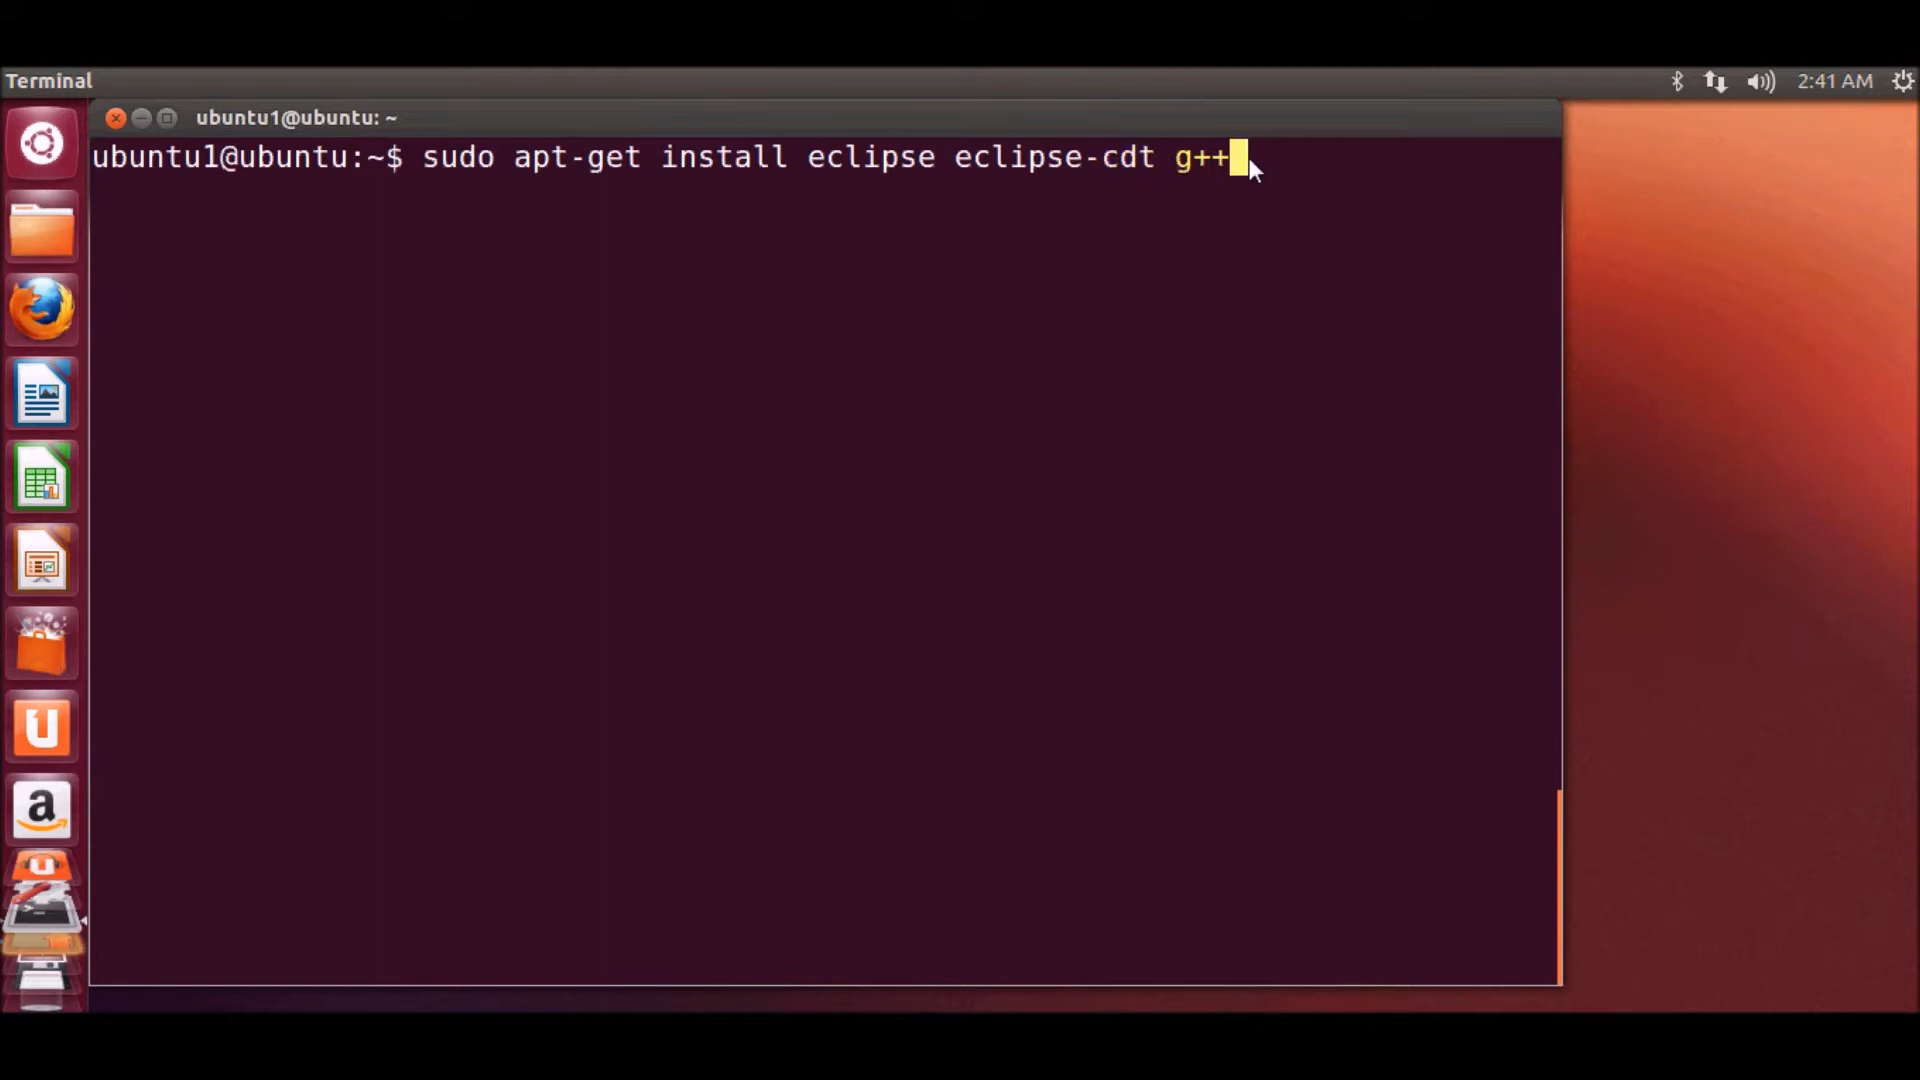 Terminal
2:41 AM
ubuntu1@ubuntu: ~
ubuntu1@ubuntu:~$ sudo apt-get install eclipse eclipse-cdt g++
U
a
U